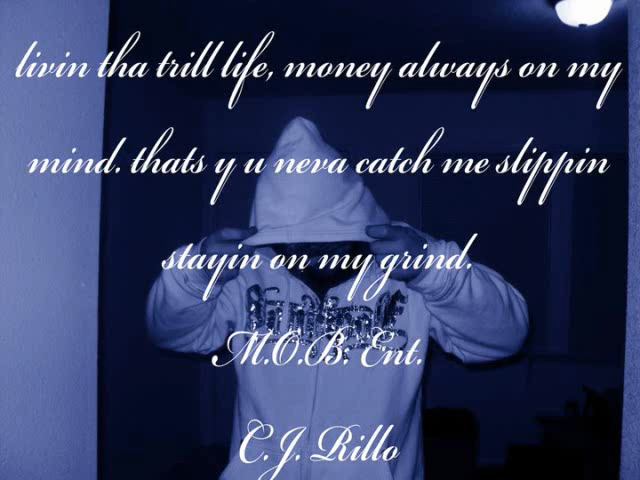 livin tha trill life, money always on my
mind. thats y u neva catch me slippin
stayin on my grind.
M.O.B. Ent.
C.J. Rillo